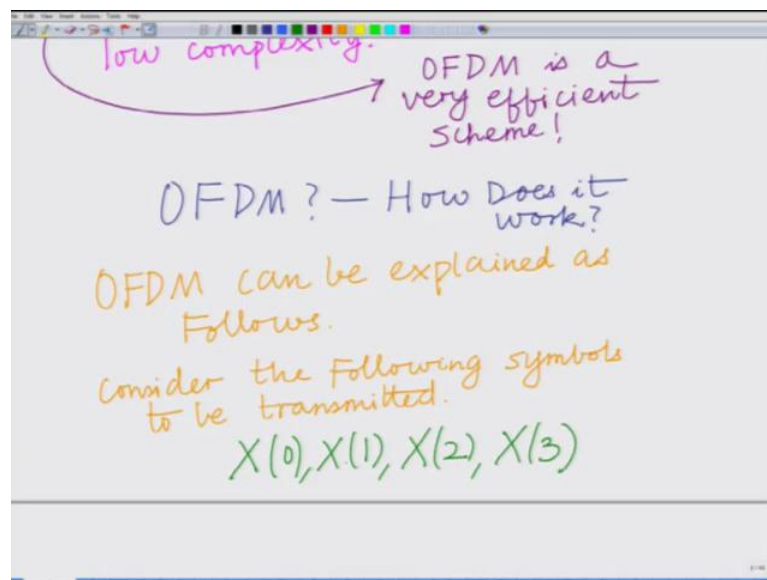 low complexity.
OFDM is a
very efficient
scheme!
OFDM? — How Does it
work?
OFDM can be explained as
Follows.
Consider the Following symbols
to be transmitted.
X(0), X(1), X(2), X(3)